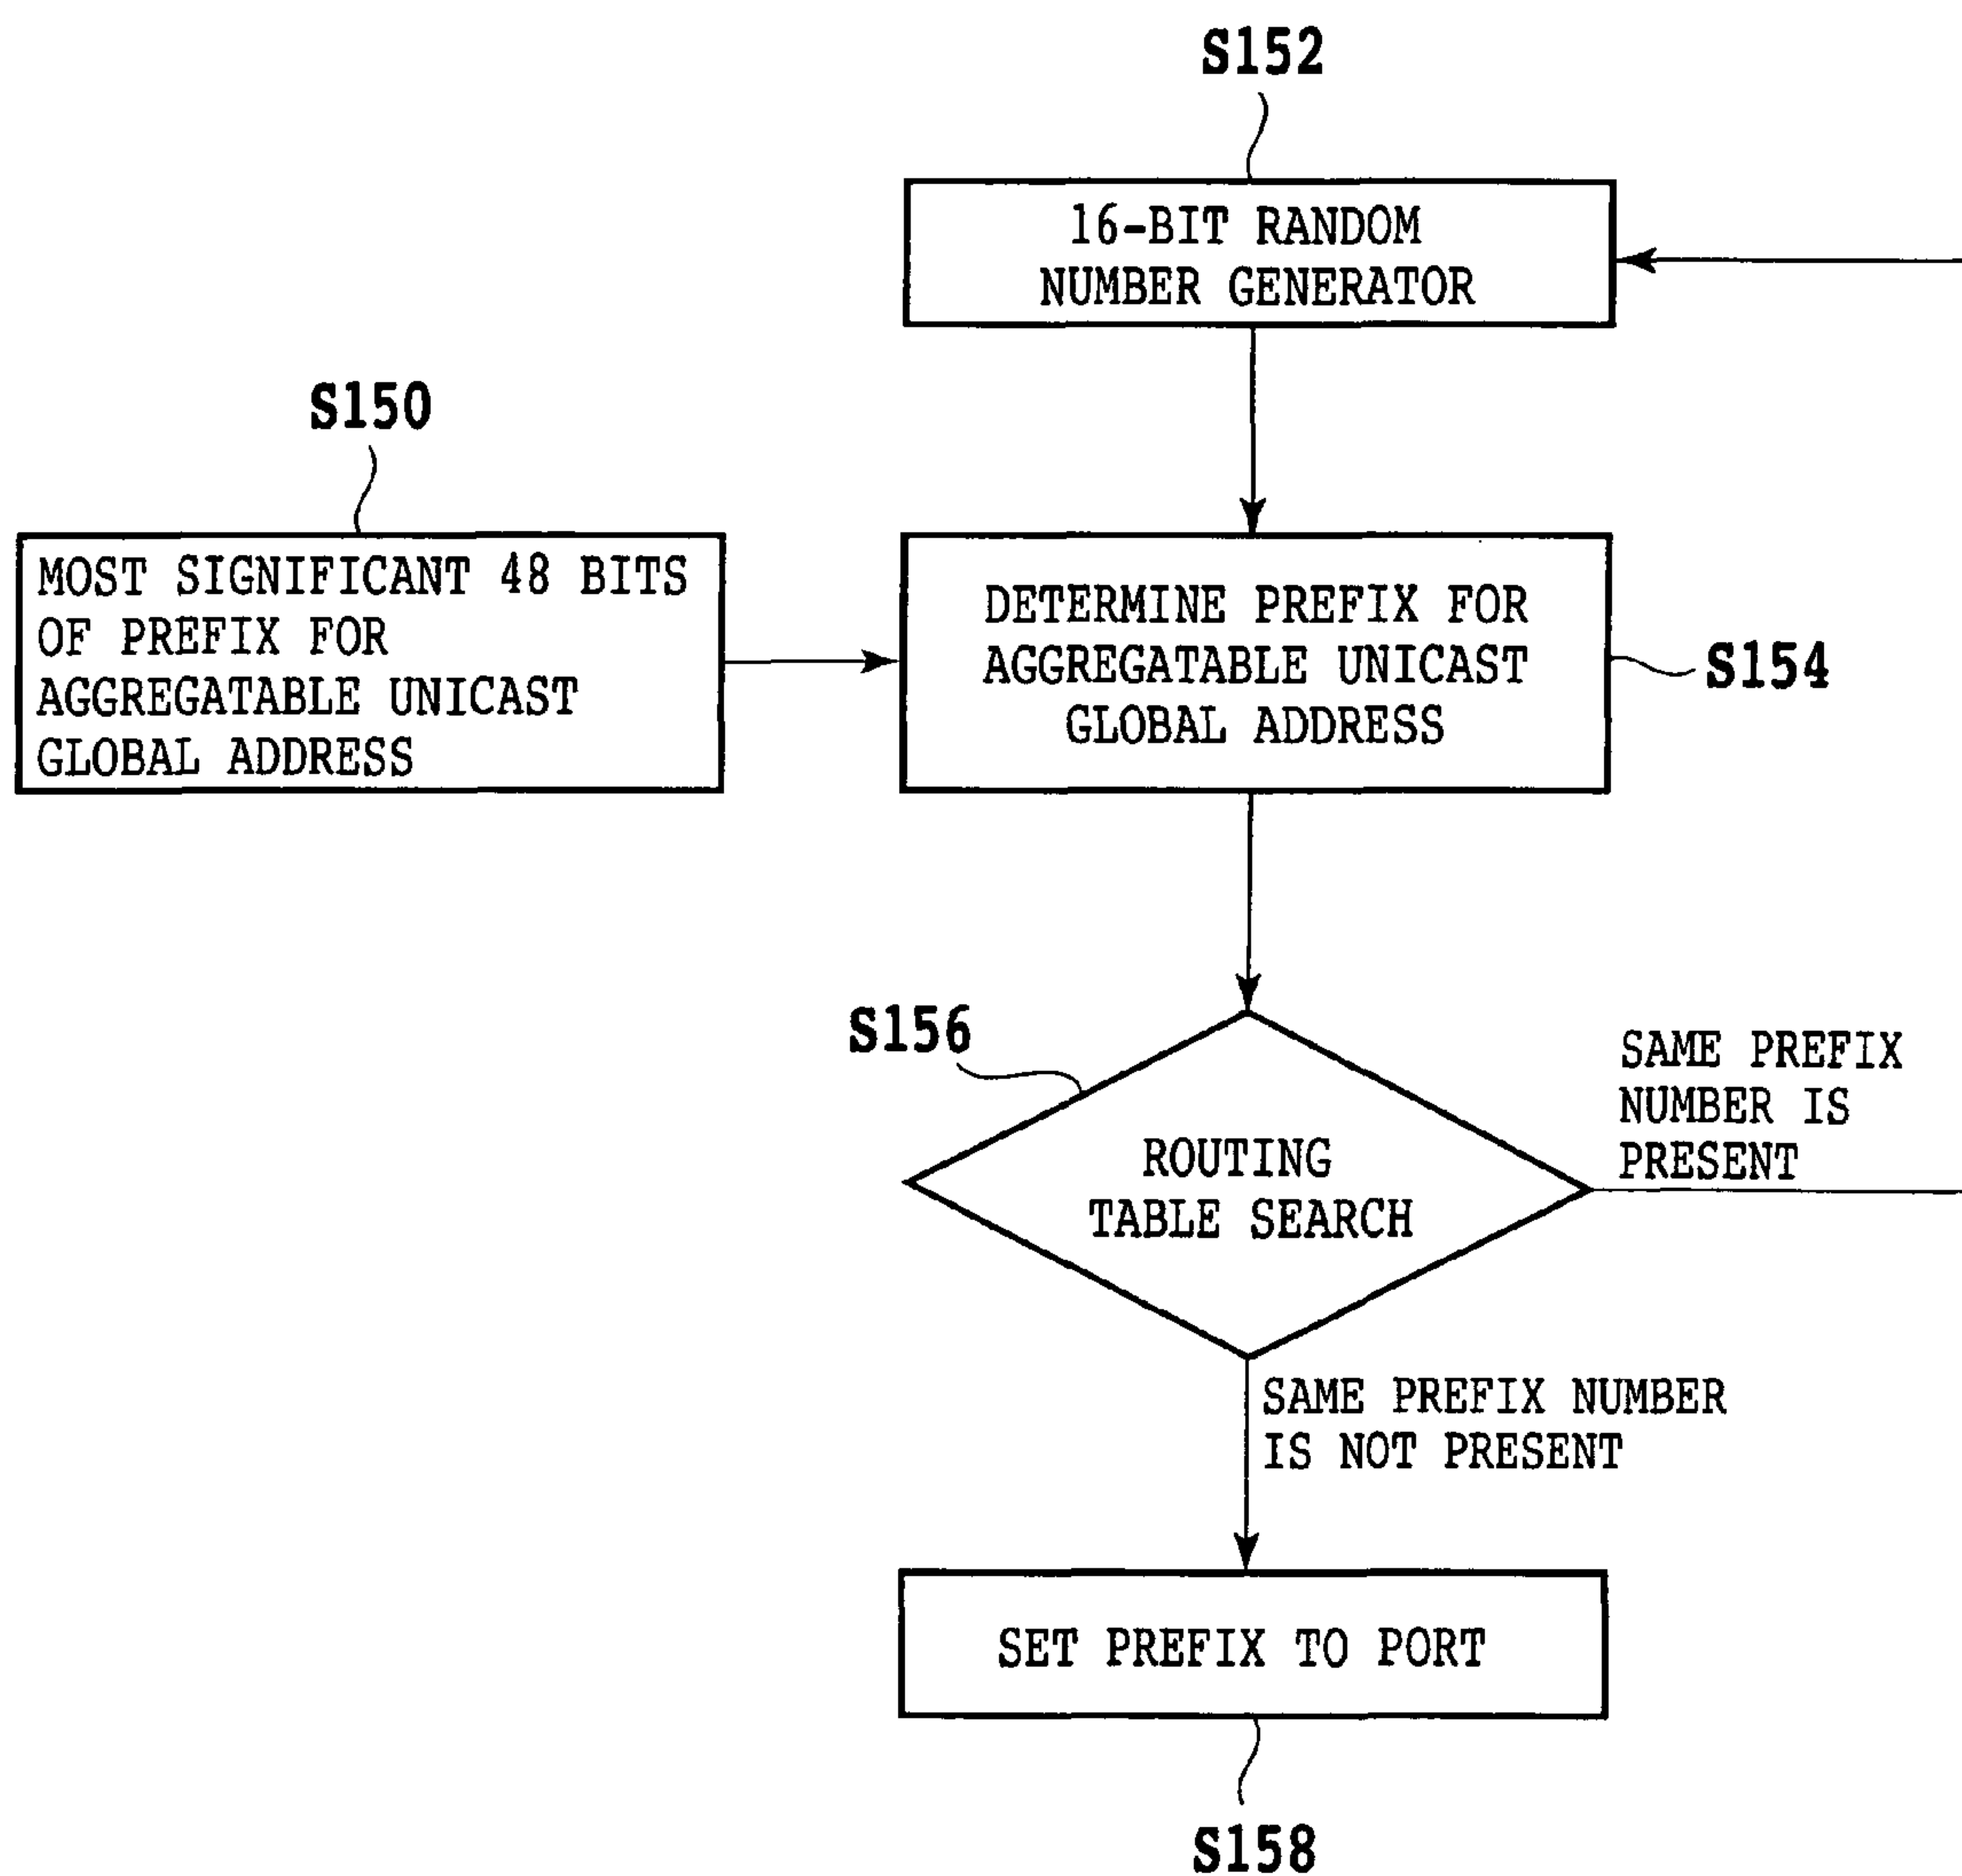 S152
16-BIT RANDOM
NUMBER GENERATOR
S150
MOST SIGNIFICANT 48 BITS
OF PREFIX FOR
AGGREGATABLE UNICAST
GLOBAL ADDRESS
DETERMINE PREFIX FOR
AGGREGATABLE UNICAST
GLOBAL ADDRESS
S154
S156
ROUTING
TABLE SEARCH
SAME PREFIX
NUMBER IS
PRESENT
SAME PREFIX NUMBER
IS NOT PRESENT
SET PREFIX TO PORT
S158